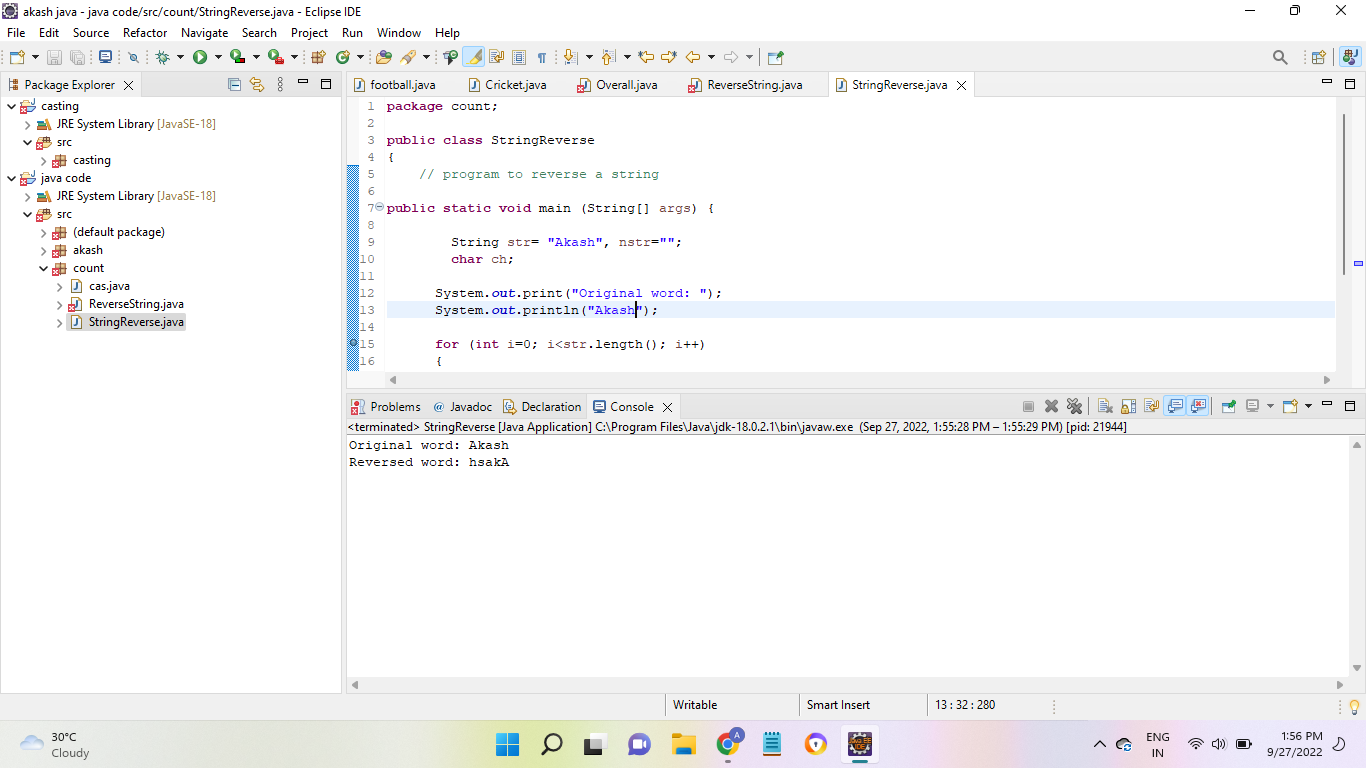 akash java - java code/src/count/StringReverse.java - Eclipse IDE
File Edit Source Refactor Navigate Search Project Run Window Help
Package Explorer
casting
JRE System Library [JavaSE-18]
src
casting
java code
JRE System Library [JavaSE-18]
src
(default package)
akash
count
cas.java
ReverseString.java
StringReverse.java
football.java Cricket.java Overall.java ReverseString.java StringReverse.java
1 package count;
2
3 public class StringReverse
4 {
5 // program to reverse a string
6
7 public static void main (String[] args) {
8
9 String str= "Akash", nstr="";
10 char ch;
11
12 System.out.print("Original word: ");
13 System.out.println("Akash");
14
15 for (int i=0; i<str.length(); i++)
16 {
Problems @ Javadoc Declaration Console
<terminated> StringReverse [Java Application] C:\Program Files\Java\jdk-18.0.2.1\bin\javaw.exe (Sep 27, 2022, 1:55:28 PM – 1:55:29 PM) [pid: 21944]
Original word: Akash
Reversed word: hsakA
Writable Smart Insert 13 : 32 : 280
30°C
Cloudy
A
Java EE
IDE
ENG
IN
1:56 PM
9/27/2022